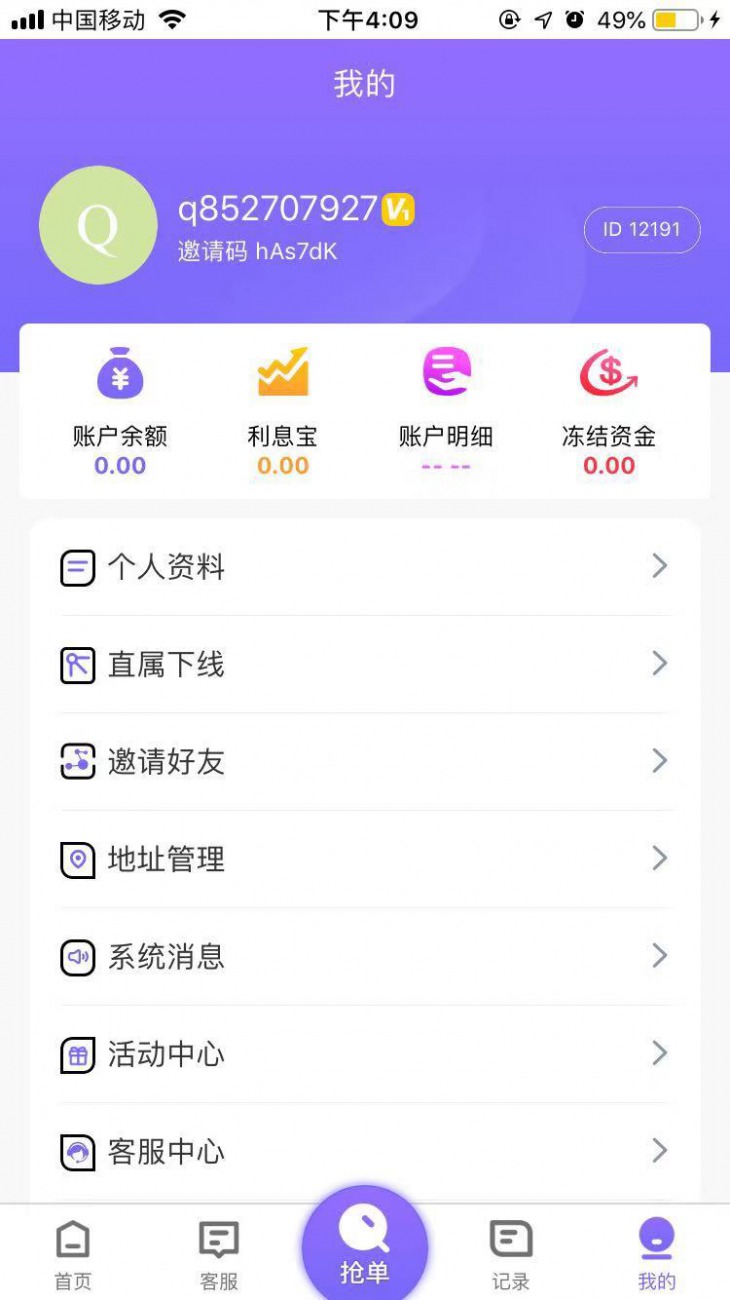 中国移动 下午4:09 49%
我的
Q
q852707927 V1
邀请码 hAs7dK
ID 12191
账户余额 利息宝 账户明细 冻结资金
0.00 0.00 -- -- 0.00
个人资料
直属下线
邀请好友
地址管理
系统消息
活动中心
客服中心
抢单
首页 客服 记录 我的